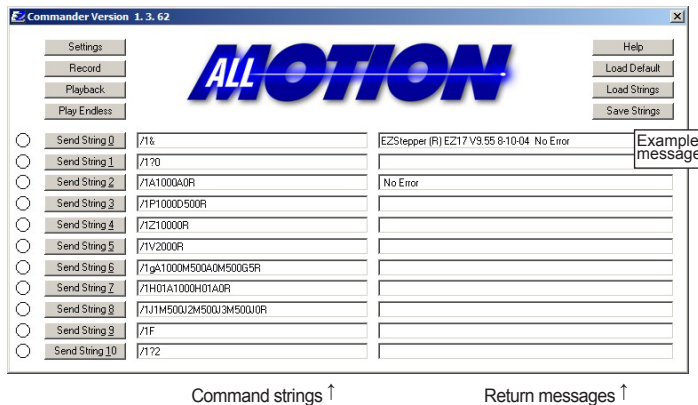 EZ Commander Version 1. 3. 62
Settings
Record
Playback
Play Endless
ALL MOTION
Help
Load Default
Load Strings
Save Strings
Send String 0 /1& EZStepper (R) EZ17 V9.55 8-10-04 No Error
Example
message
Send String 1 /1?0
Send String 2 /1A1000A0R No Error
Send String 3 /1P1000D500R
Send String 4 /1Z10000R
Send String 5 /1V2000R
Send String 6 /1gA1000M500A0M500G5R
Send String 7 /1H01A1000H01A0R
Send String 8 /1J1M500J2M500J3M500J0R
Send String 9 /1F
Send String 10 /1?2
Command strings ↑ Return messages ↑